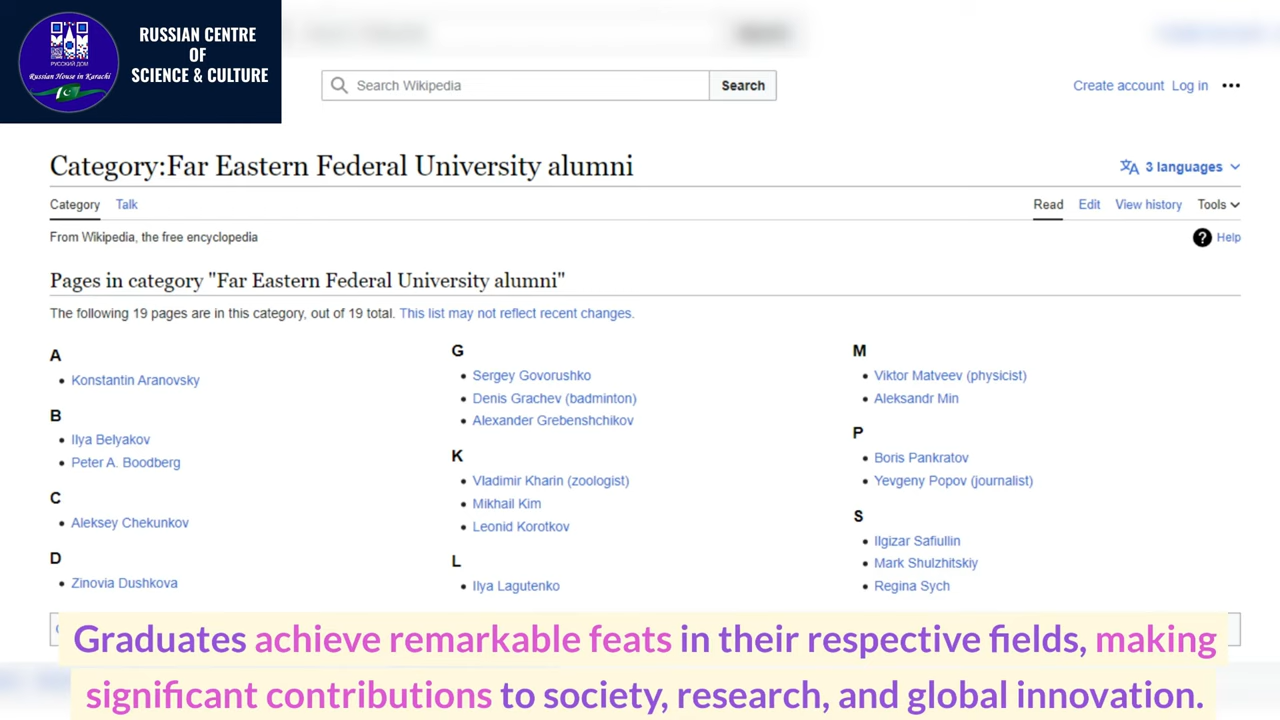 RUSSIAN CENTRE
OF
SCIENCE & CULTURE
РУССКИЙ ДОМ
Russian House in Karachi
Search Wikipedia
Search
Create account Log in
Category:Far Eastern Federal University alumni
3 languages
Category Talk
Read Edit View history Tools
From Wikipedia, the free encyclopedia
Help
Pages in category "Far Eastern Federal University alumni"
The following 19 pages are in this category, out of 19 total. This list may not reflect recent changes.
A
Konstantin Aranovsky
B
Ilya Belyakov
Peter A. Boodberg
C
Aleksey Chekunkov
D
Zinovia Dushkova
G
Sergey Govorushko
Denis Grachev (badminton)
Alexander Grebenshchikov
K
Vladimir Kharin (zoologist)
Mikhail Kim
Leonid Korotkov
L
Ilya Lagutenko
M
Viktor Matveev (physicist)
Aleksandr Min
P
Boris Pankratov
Yevgeny Popov (journalist)
S
Ilgizar Safiullin
Mark Shulzhitskiy
Regina Sych
Graduates achieve remarkable feats in their respective fields, making
significant contributions to society, research, and global innovation.